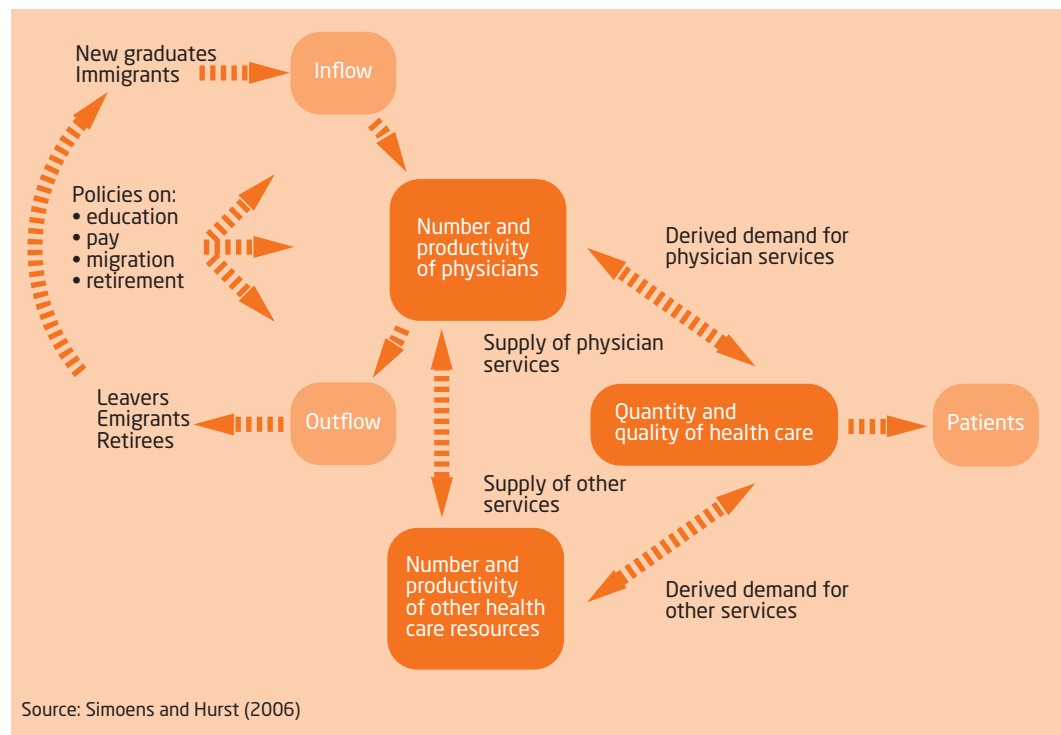 New graduates
Immigrants
Inflow
Policies on:
• education
• pay
• migration
• retirement
Number and
productivity
of physicians
Derived demand for
physician services
Supply of physician
services
Leavers
Emigrants
Retirees
Outflow
Quantity and
quality of health care
Patients
Supply of other
services
Number and
productivity
of other health
care resources
Derived demand for
other services
Source: Simoens and Hurst (2006)